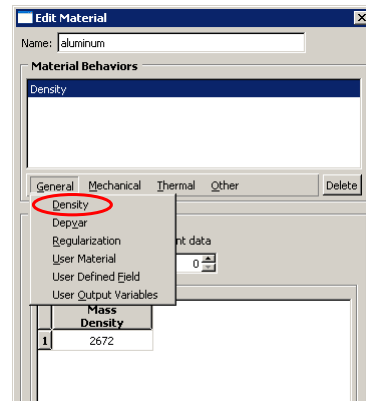 Edit Material
Name: aluminum
Material Behaviors
Density
General Mechanical Thermal Other Delete
Density
Depvar
Regularization
User Material
User Defined Field
User Output Variables
nt data
0
Mass
Density
1 2672